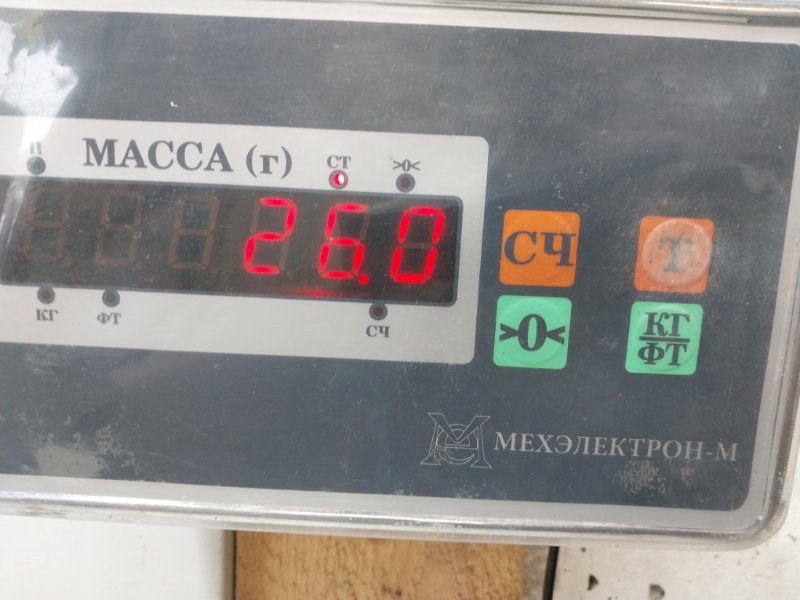 П
МАССА (г)
СТ
>0<
26.0
КГ
ФТ
СЧ
СЧ
Т
>0<
КГ
ФТ
МЕХЭЛЕКТРОН-М